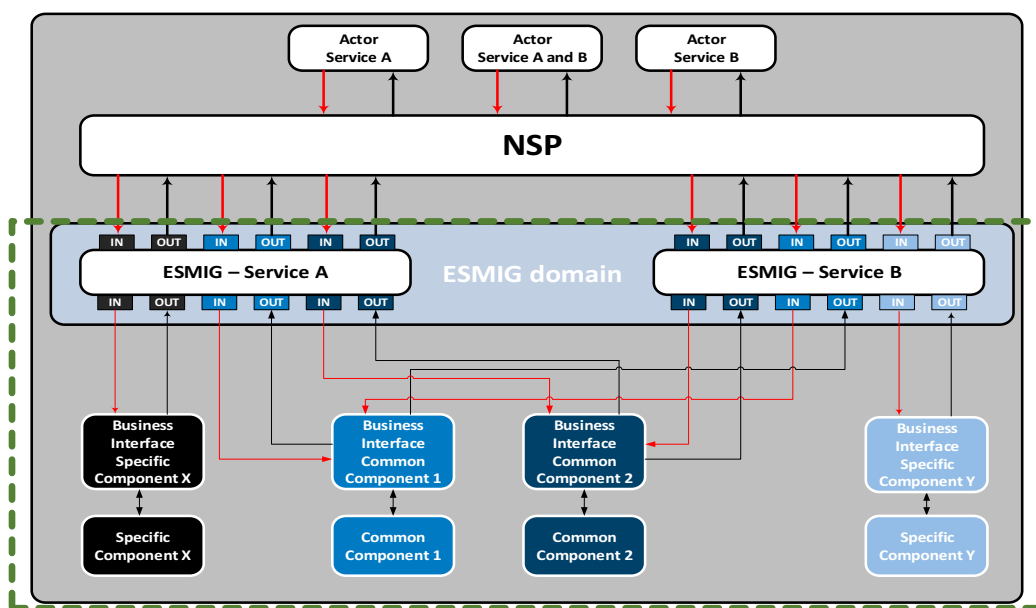 Actor
Service A
Actor
Service A and B
Actor
Service B
NSP
IN OUT IN OUT IN OUT
IN OUT IN OUT IN OUT
ESMIG – Service A
ESMIG domain
ESMIG – Service B
IN OUT IN OUT IN OUT
IN OUT IN OUT IN OUT
Business
Interface
Specific
Component X
Business
Interface
Common
Component 1
Business
Interface
Common
Component 2
Business
Interface
Specific
Component Y
Specific
Component X
Common
Component 1
Common
Component 2
Specific
Component Y